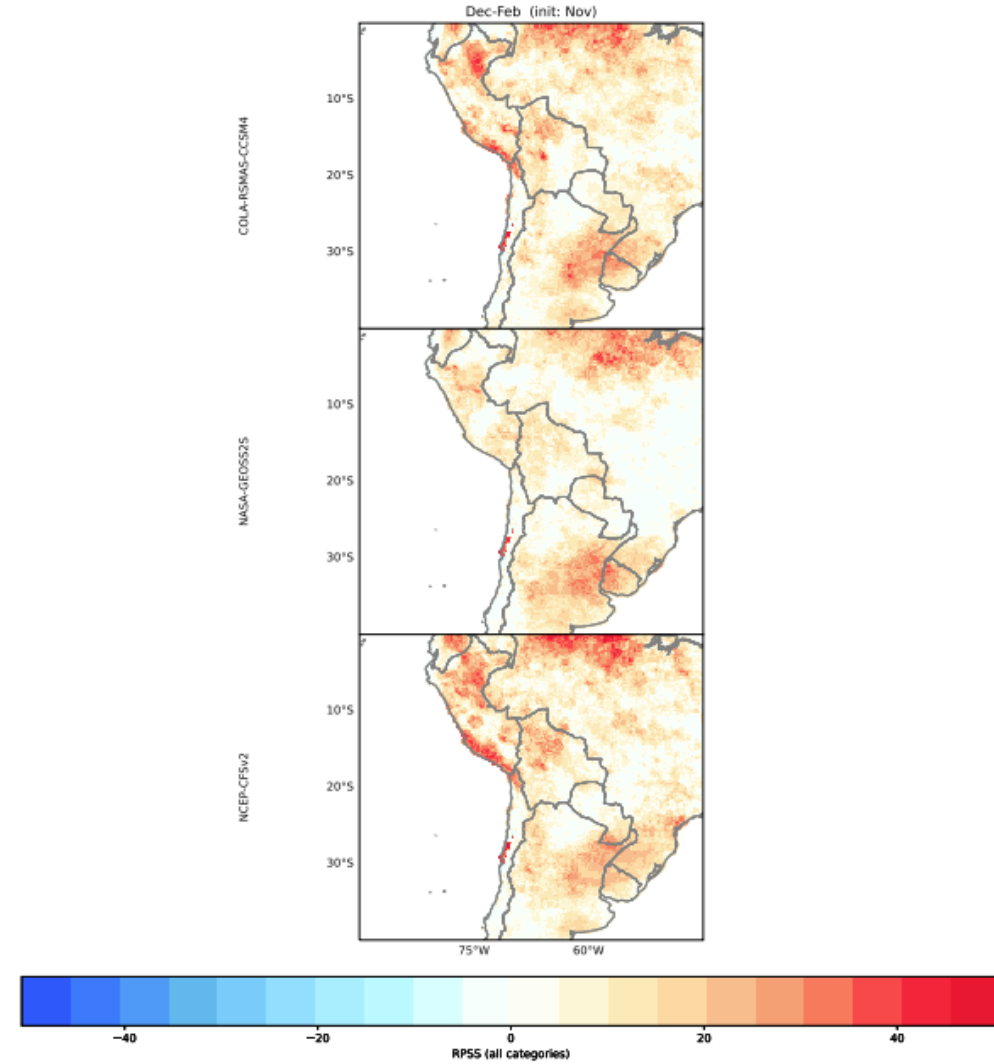 Dec-Feb (init: Nov)
COLA-RSMAS-CCSM4
10°S
20°S
30°S
NASA-GEOSS2S
10°S
20°S
30°S
NCEP-CFSv2
10°S
20°S
30°S
75°W 60°W
−40 −20 0 20 40
RPSS (all categories)